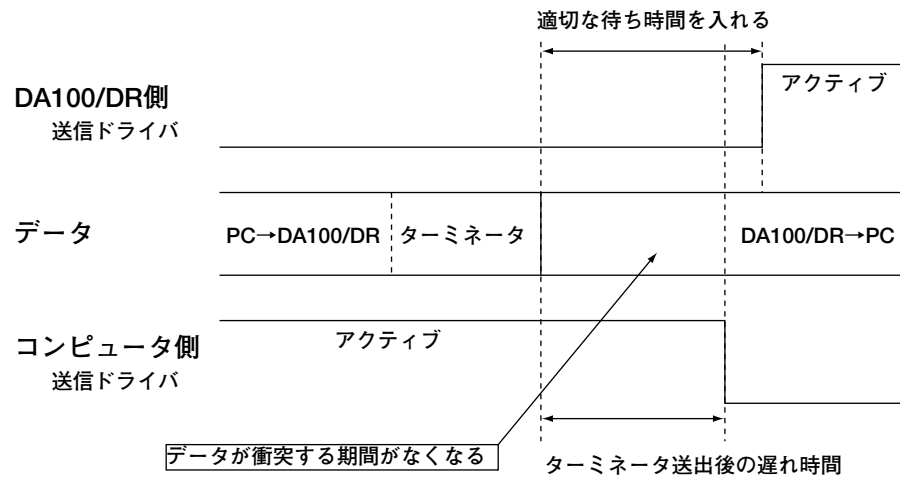 適切な待ち時間を入れる
アクティブ
DA100/DR側
送信ドライバ
データ
PC→DA100/DR
ターミネータ
DA100/DR→PC
アクティブ
コンピュータ側
送信ドライバ
データが衝突する期間がなくなる
ターミネータ送出後の遅れ時間